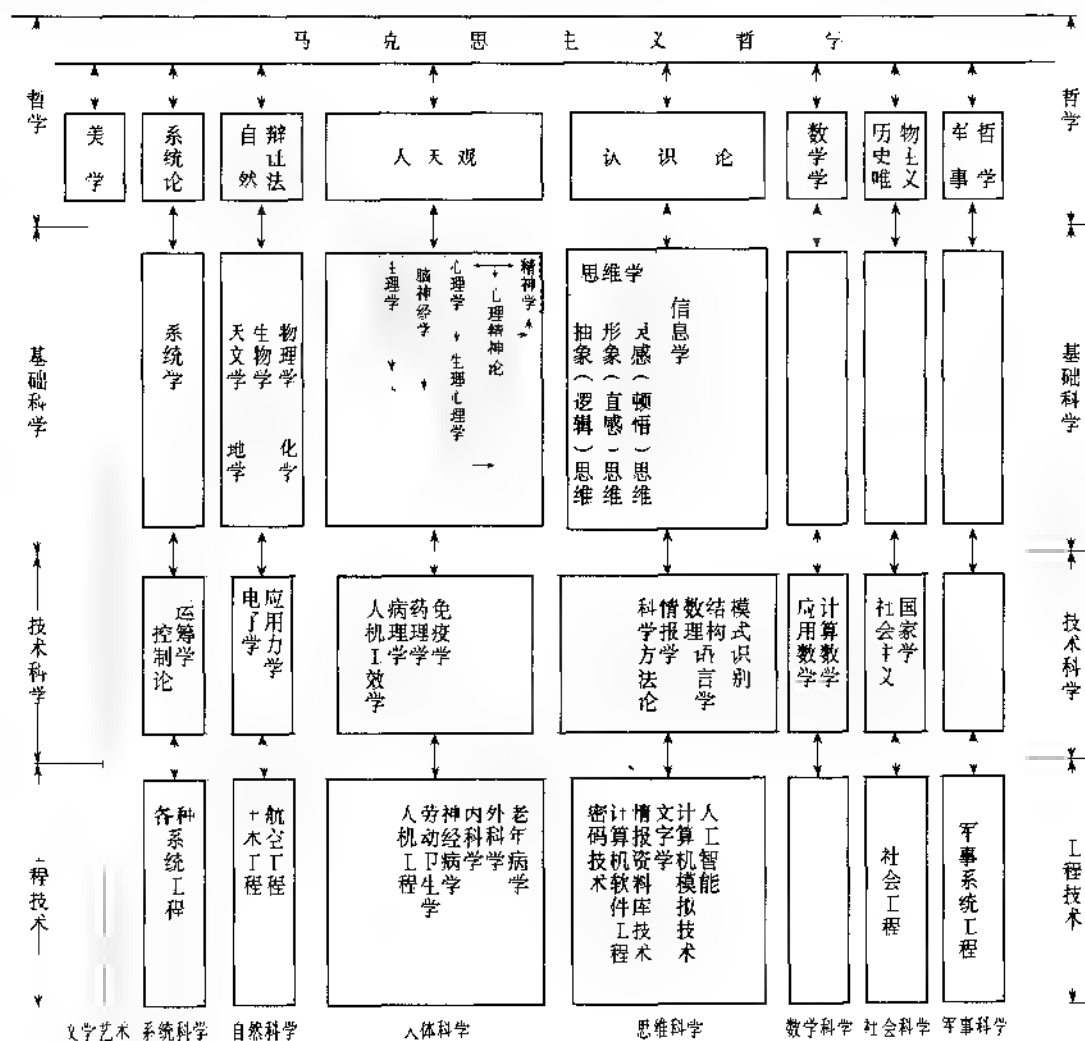 马克思主义哲学
哲学
美学
系统论
自然辩证法
人天观
认识论
数学学
历史唯物主义
军事哲学
哲学
基础科学
系统学
天文学
生物学
物理学
地学
化学
生理学
脑神经学
心理学
生理心理学
心理精神论
精神学
思维学
抽象(逻辑)思维
形象(直感)思维
灵感(顿悟)思维
信息学
基础科学
技术科学
控制论
运筹学
电子学
应用力学
人机工效学
病理学
药理学
免疫学
科学方法论
情报学
数理语言学
结构
模式识别
应用数学
计算数学
社会主义
国家学
技术科学
工程技术
各种系统工程
土木工程
航空工程
人机工程
劳动卫生学
神经病学
内科学
外科学
老年病学
密码技术
计算机软件工程
情报资料库技术
文字学
计算机模拟技术
人工智能
社会工程
军事系统工程
工程技术
文学艺术
系统科学
自然科学
人体科学
思维科学
数学科学
社会科学
军事科学